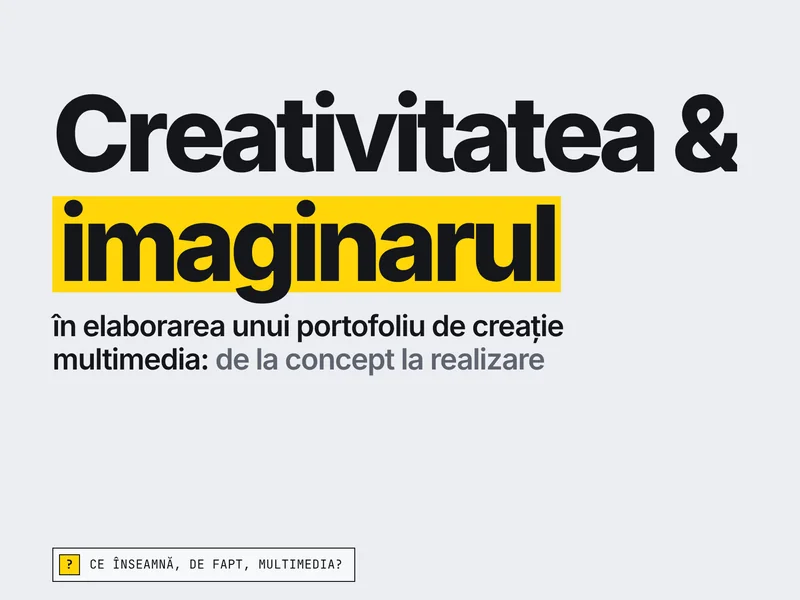 Creativitatea &
imaginarul
în elaborarea unui portofoliu de creație
multimedia: de la concept la realizare
? CE ÎNSEAMNĂ, DE FAPT, MULTIMEDIA?